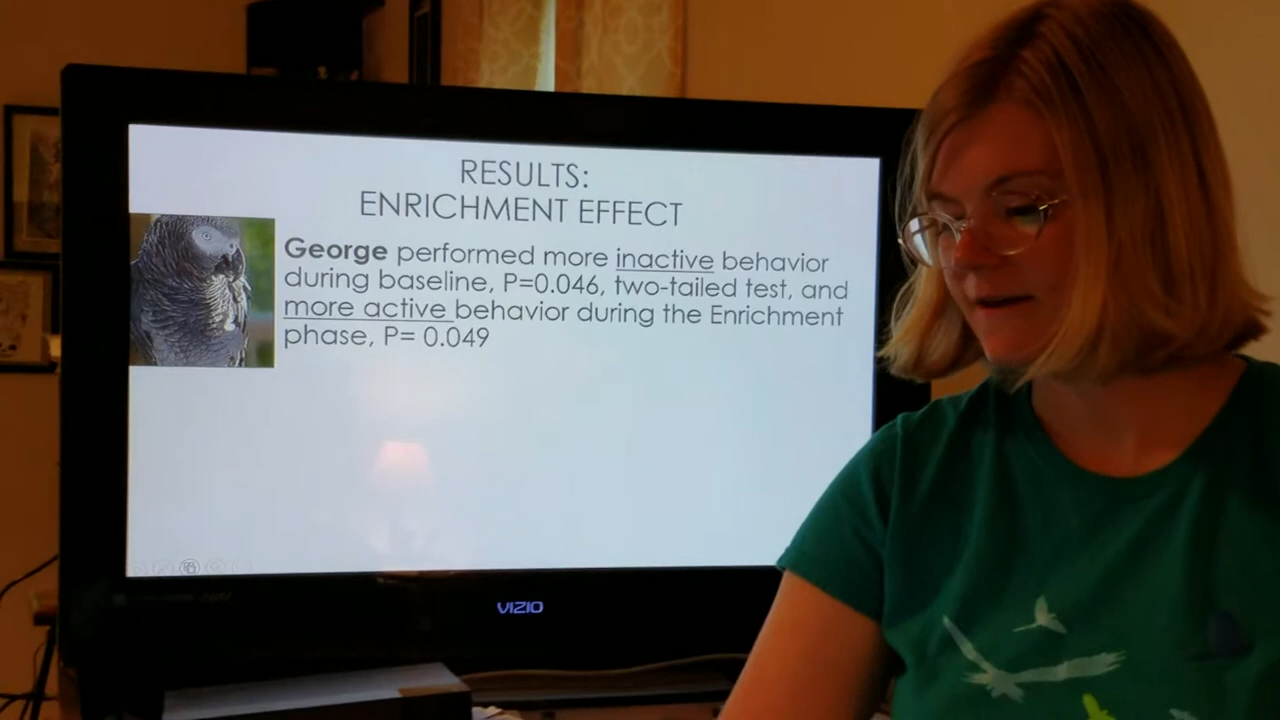 RESULTS:
ENRICHMENT EFFECT
George performed more inactive behavior
during baseline, P=0.046, two-tailed test, and
more active behavior during the Enrichment
phase, P= 0.049
VIZIO